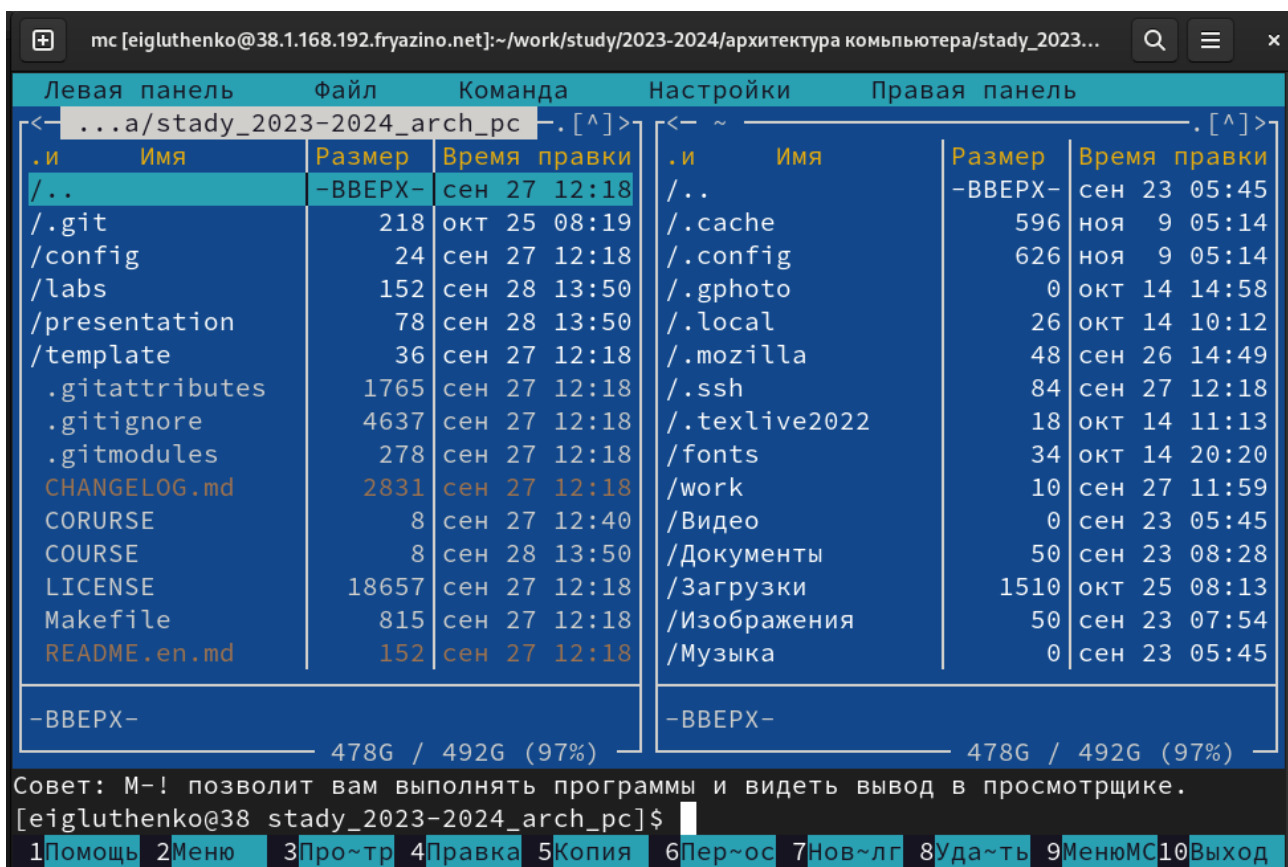 mc [eigluthenko@38.1.168.192.fryazino.net]:~/work/study/2023-2024/архитектура комьпьютера/stady_2023...
Левая панель Файл Команда Настройки Правая панель
<─ ...a/stady_2023-2024_arch_pc ─.[^]> <─ ~ ─.[^]>
.и Имя Размер Время правки .и Имя Размер Время правки
/.. -ВВЕРХ- сен 27 12:18 /.. -ВВЕРХ- сен 23 05:45
/.git 218 окт 25 08:19 /.cache 596 ноя 9 05:14
/config 24 сен 27 12:18 /.config 626 ноя 9 05:14
/labs 152 сен 28 13:50 /.gphoto 0 окт 14 14:58
/presentation 78 сен 28 13:50 /.local 26 окт 14 10:12
/template 36 сен 27 12:18 /.mozilla 48 сен 26 14:49
.gitattributes 1765 сен 27 12:18 /.ssh 84 сен 27 12:18
.gitignore 4637 сен 27 12:18 /.texlive2022 18 окт 14 11:13
.gitmodules 278 сен 27 12:18 /fonts 34 окт 14 20:20
CHANGELOG.md 2831 сен 27 12:18 /work 10 сен 27 11:59
CORURSE 8 сен 27 12:40 /Видео 0 сен 23 05:45
COURSE 8 сен 28 13:50 /Документы 50 сен 23 08:28
LICENSE 18657 сен 27 12:18 /Загрузки 1510 окт 25 08:13
Makefile 815 сен 27 12:18 /Изображения 50 сен 23 07:54
README.en.md 152 сен 27 12:18 /Музыка 0 сен 23 05:45
-ВВЕРХ- -ВВЕРХ-
478G / 492G (97%) 478G / 492G (97%)
Совет: M-! позволит вам выполнять программы и видеть вывод в просмотрщике.
[eigluthenko@38 stady_2023-2024_arch_pc]$
1Помощь 2Меню 3Про~тр 4Правка 5Копия 6Пер~ос 7Нов~лг 8Уда~ть 9МенюMC 10Выход